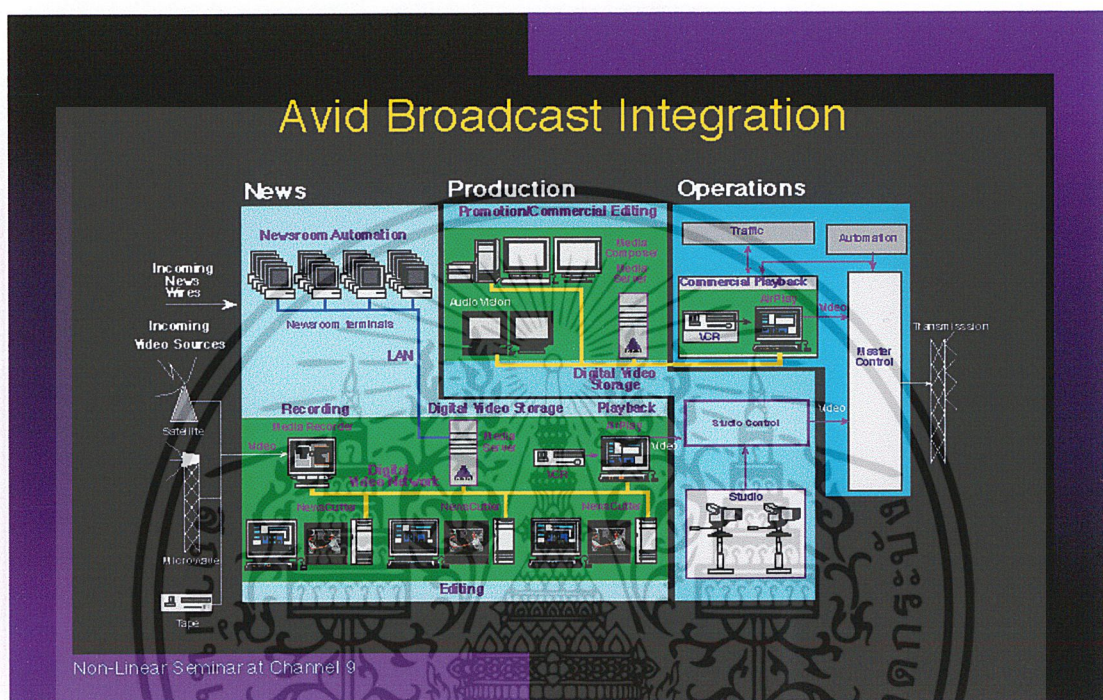 Avid Broadcast Integration
News
Production
Operations
Promotion/Commercial Editing
Newsroom Automation
Media
Composer
Media
Server
Audio Vision
Traffic
Automation
Commercial Playback
AirPlay
VCR
Video
Incoming
News
Wires
Newsroom terminals
LAN
Incoming
Video Sources
Digital Video
Storage
Master
Control
Transmission
Satellite
Recording
Digital Video Storage
Playback
Media Recorder
Video
Media
Server
AirPlay
VCR
Video
Studio Control
Video
Digital
Video Network
NewsCutter
NewsCutter
NewsCutter
Studio
Microwave
Editing
Tape
Non-Linear Seminar at Channel 9